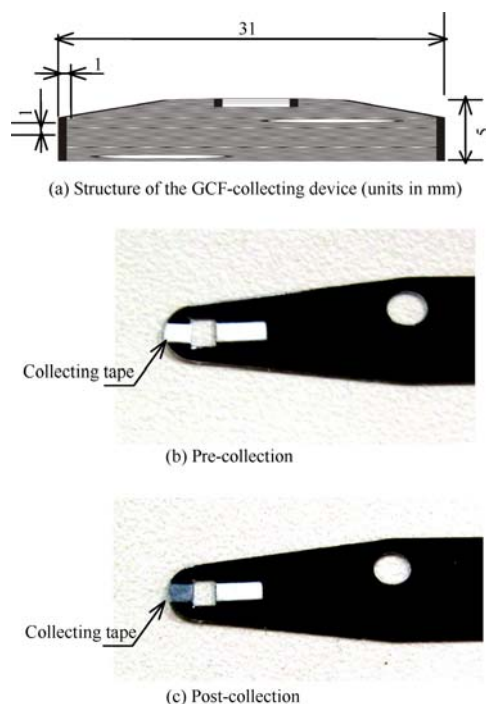 31
1
1
5
(a) Structure of the GCF-collecting device (units in mm)
Collecting tape
(b) Pre-collection
Collecting tape
(c) Post-collection